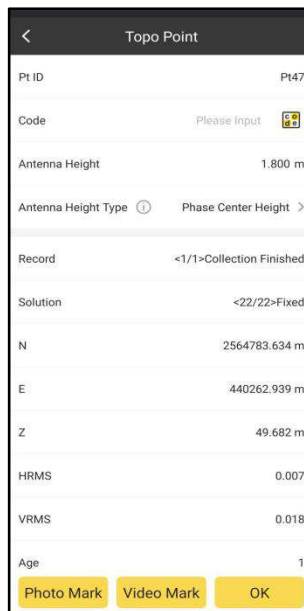 Topo Point
Pt ID Pt47
Code Please Input code
Antenna Height 1.800 m
Antenna Height Type Phase Center Height
Record <1/1>Collection Finished
Solution <22/22>Fixed
N 2564783.634 m
E 440262.939 m
Z 49.682 m
HRMS 0.007
VRMS 0.018
Age 1
Photo Mark Video Mark OK